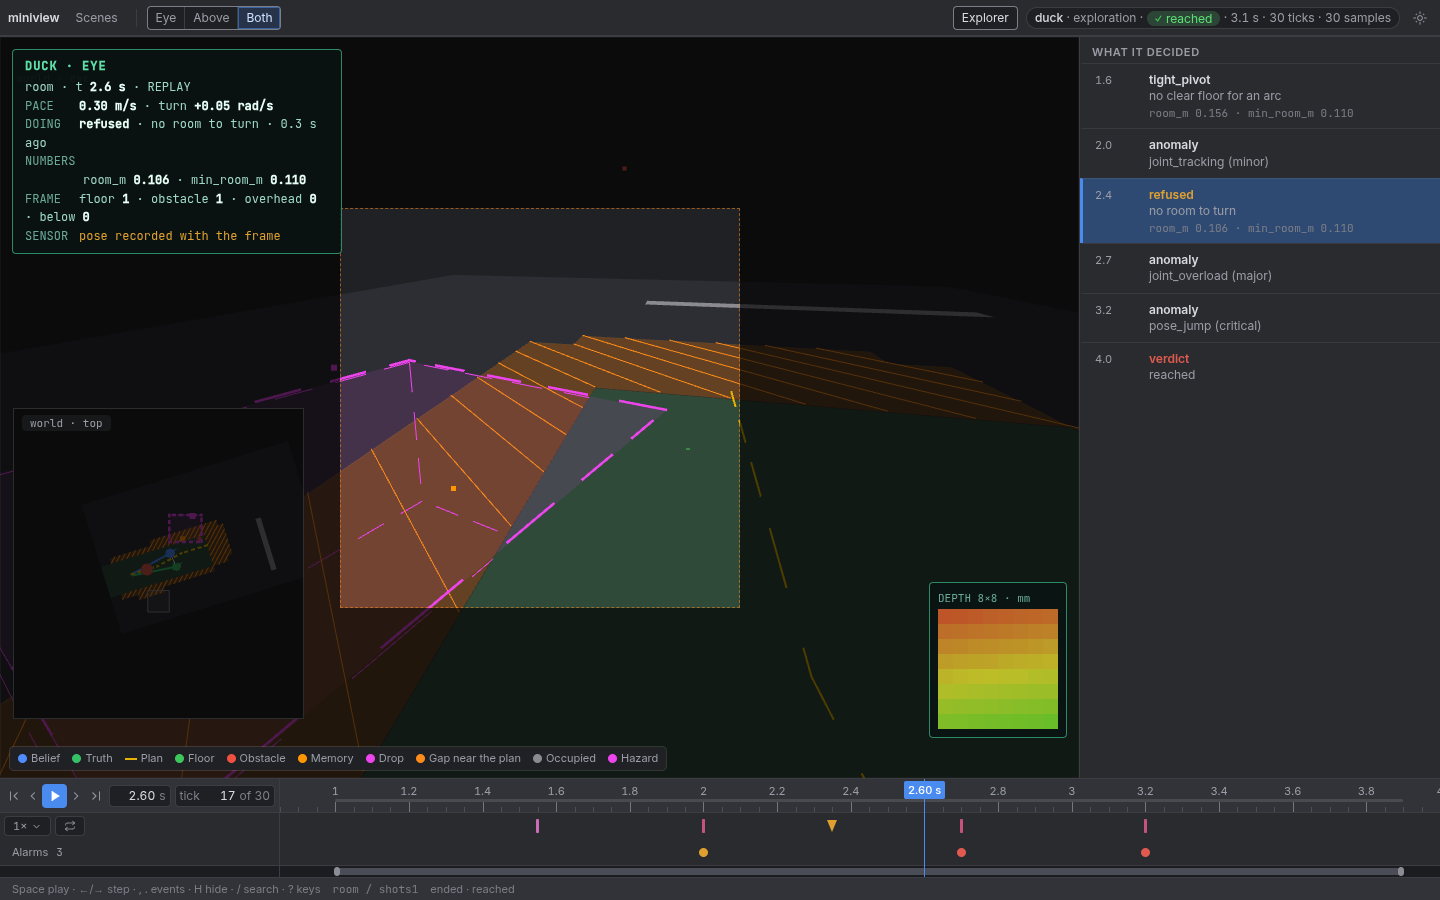 miniview Scenes Eye Above Both Explorer duck · exploration · ✓ reached · 3.1 s · 30 ticks · 30 samples
DUCK · EYE
room · t 2.6 s · REPLAY
PACE 0.30 m/s · turn +0.05 rad/s
DOING refused · no room to turn · 0.3 s
ago
NUMBERS
room_m 0.106 · min_room_m 0.110
FRAME floor 1 · obstacle 1 · overhead 0
· below 0
SENSOR pose recorded with the frame
WHAT IT DECIDED
1.6 tight_pivot
no clear floor for an arc
room_m 0.156 · min_room_m 0.110
2.0 anomaly
joint_tracking (minor)
2.4 refused
no room to turn
room_m 0.106 · min_room_m 0.110
2.7 anomaly
joint_overload (major)
3.2 anomaly
pose_jump (critical)
4.0 verdict
reached
world · top
DEPTH 8×8 · mm
Belief Truth Plan Floor Obstacle Memory Drop Gap near the plan Occupied Hazard
2.60 s tick 17 of 30 1 1.2 1.4 1.6 1.8 2 2.2 2.4 2.60 s 2.8 3 3.2 3.4 3.6 3.8
1×
Alarms 3
Space play · ←/→ step · , . events · H hide · / search · ? keys room / shots1 ended · reached